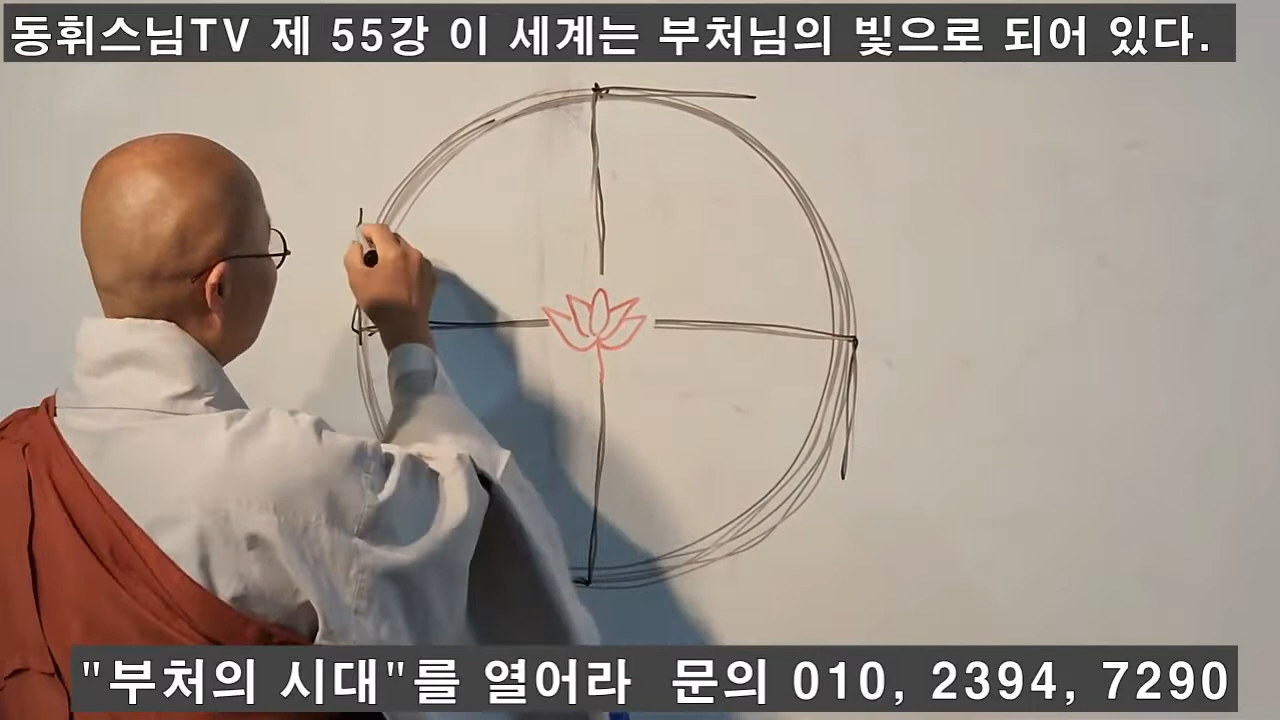 동휘스님TV 제 55강 이 세계는 부처님의 빛으로 되어 있다.
"부처의 시대"를 열어라 문의 010, 2394, 7290